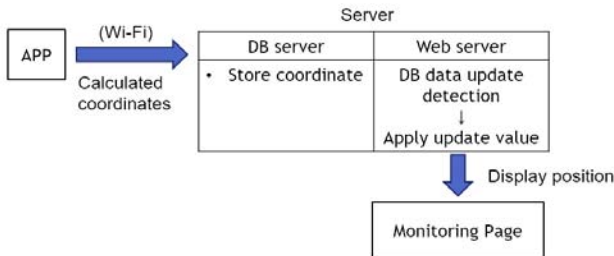 Server
(Wi-Fi)
APP
Calculated
coordinates
DB server
Web server
• Store coordinate
DB data update
detection
↓
Apply update value
Display position
Monitoring Page